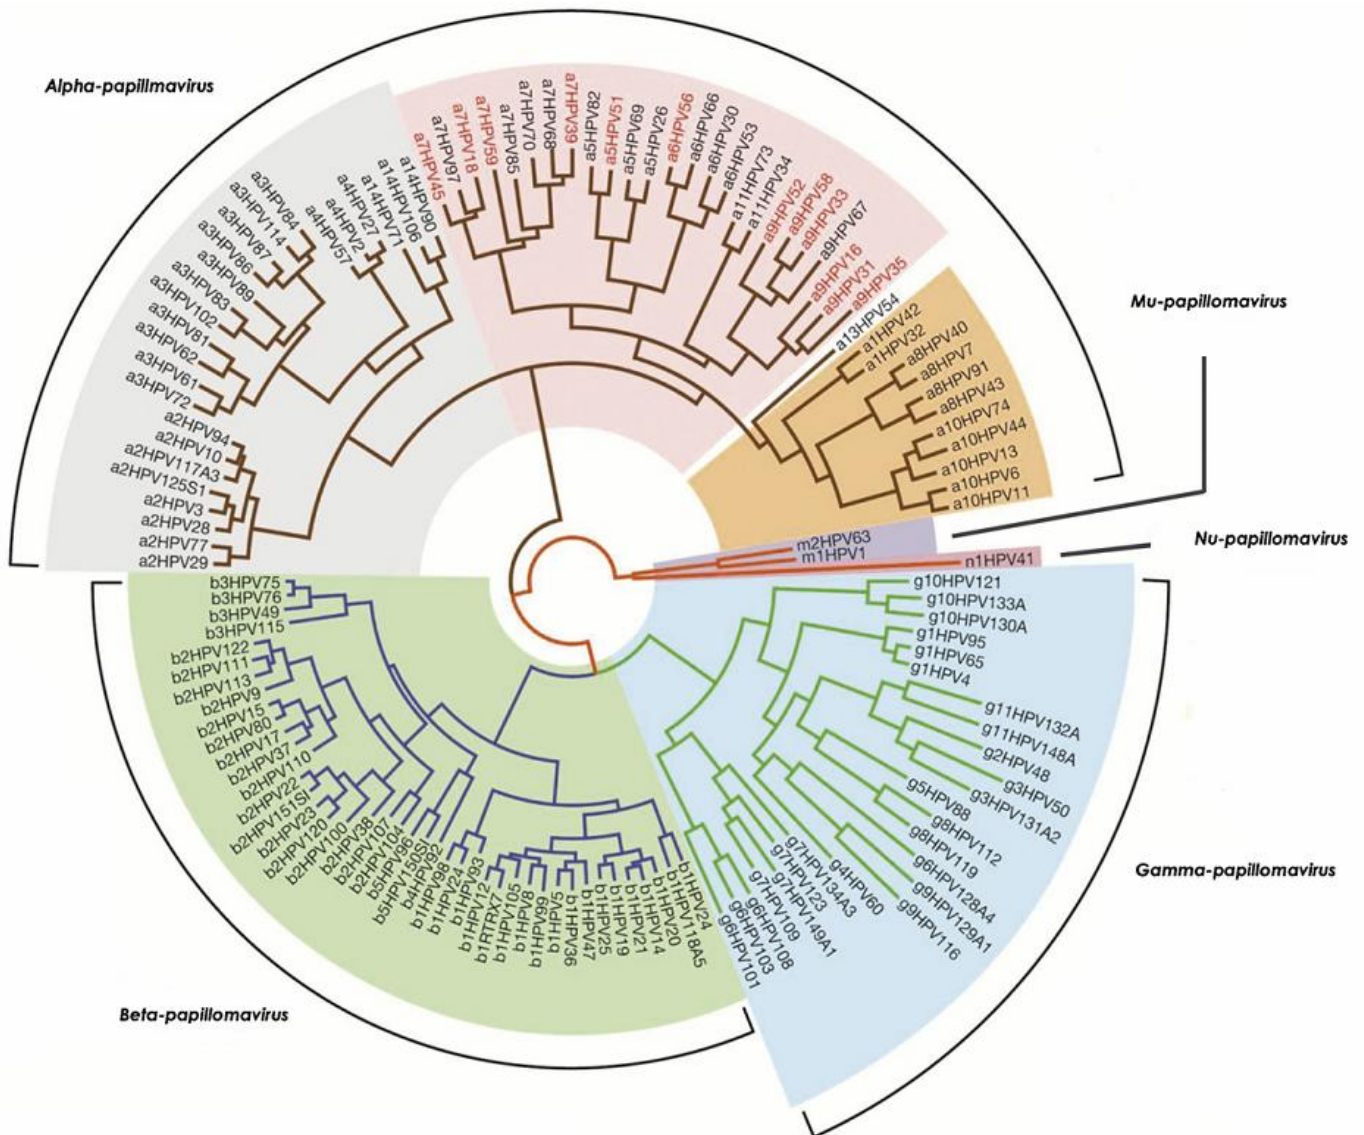 Alpha-papillmavirus
Mu-papillomavirus
Nu-papillomavirus
Gamma-papillomavirus
Beta-papillomavirus
a2HPV29
a2HPV77
a2HPV28
a2HPV3
a2HPV125S1
a2HPV117A3
a2HPV10
a2HPV94
a3HPV72
a3HPV61
a3HPV62
a3HPV81
a3HPV102
a3HPV83
a3HPV89
a3HPV86
a3HPV87
a3HPV114
a3HPV84
a4HPV57
a4HPV2
a4HPV27
a14HPV71
a14HPV106
a14HPV90
a7HPV45
a7HPV97
a7HPV18
a7HPV59
a7HPV85
a7HPV70
a7HPV68
a7HPV39
a5HPV82
a5HPV51
a5HPV69
a5HPV26
a6HPV56
a6HPV66
a6HPV30
a6HPV53
a11HPV73
a11HPV34
a9HPV52
a9HPV58
a9HPV33
a9HPV67
a9HPV16
a9HPV31
a9HPV35
a13HPV54
a1HPV42
a1HPV32
a8HPV40
a8HPV7
a8HPV91
a8HPV43
a10HPV74
a10HPV44
a10HPV13
a10HPV6
a10HPV11
m2HPV63
m1HPV1
n1HPV41
g10HPV121
g10HPV133A
g10HPV130A
g1HPV95
g1HPV65
g1HPV4
g11HPV132A
g11HPV148A
g2HPV48
g3HPV50
g3HPV131A2
g5HPV88
g8HPV112
g8HPV119
g6HPV128A4
g9HPV129A1
g9HPV116
g4HPV60
g7HPV134A3
g7HPV123
g7HPV149A1
g7HPV109
g6HPV108
g6HPV103
g6HPV101
b1HPV24
b1HPV118A5
b1HPV20
b1HPV14
b1HPV21
b1HPV19
b1HPV25
b1HPV47
b1HPV36
b1HPV5
b1HPV99
b1HPV8
b1HPV105
b1RTRX7
b1HPV12
b1HPV93
b1HPV24
b1HPV98
b4HPV92
b5HPV150SI
b5HPV96
b2HPV104
b2HPV107
b2HPV38
b2HPV100
b2HPV120
b2HPV23
b2HPV151SI
b2HPV22
b2HPV110
b2HPV37
b2HPV17
b2HPV80
b2HPV15
b2HPV9
b2HPV113
b2HPV111
b2HPV122
b3HPV115
b3HPV49
b3HPV76
b3HPV75